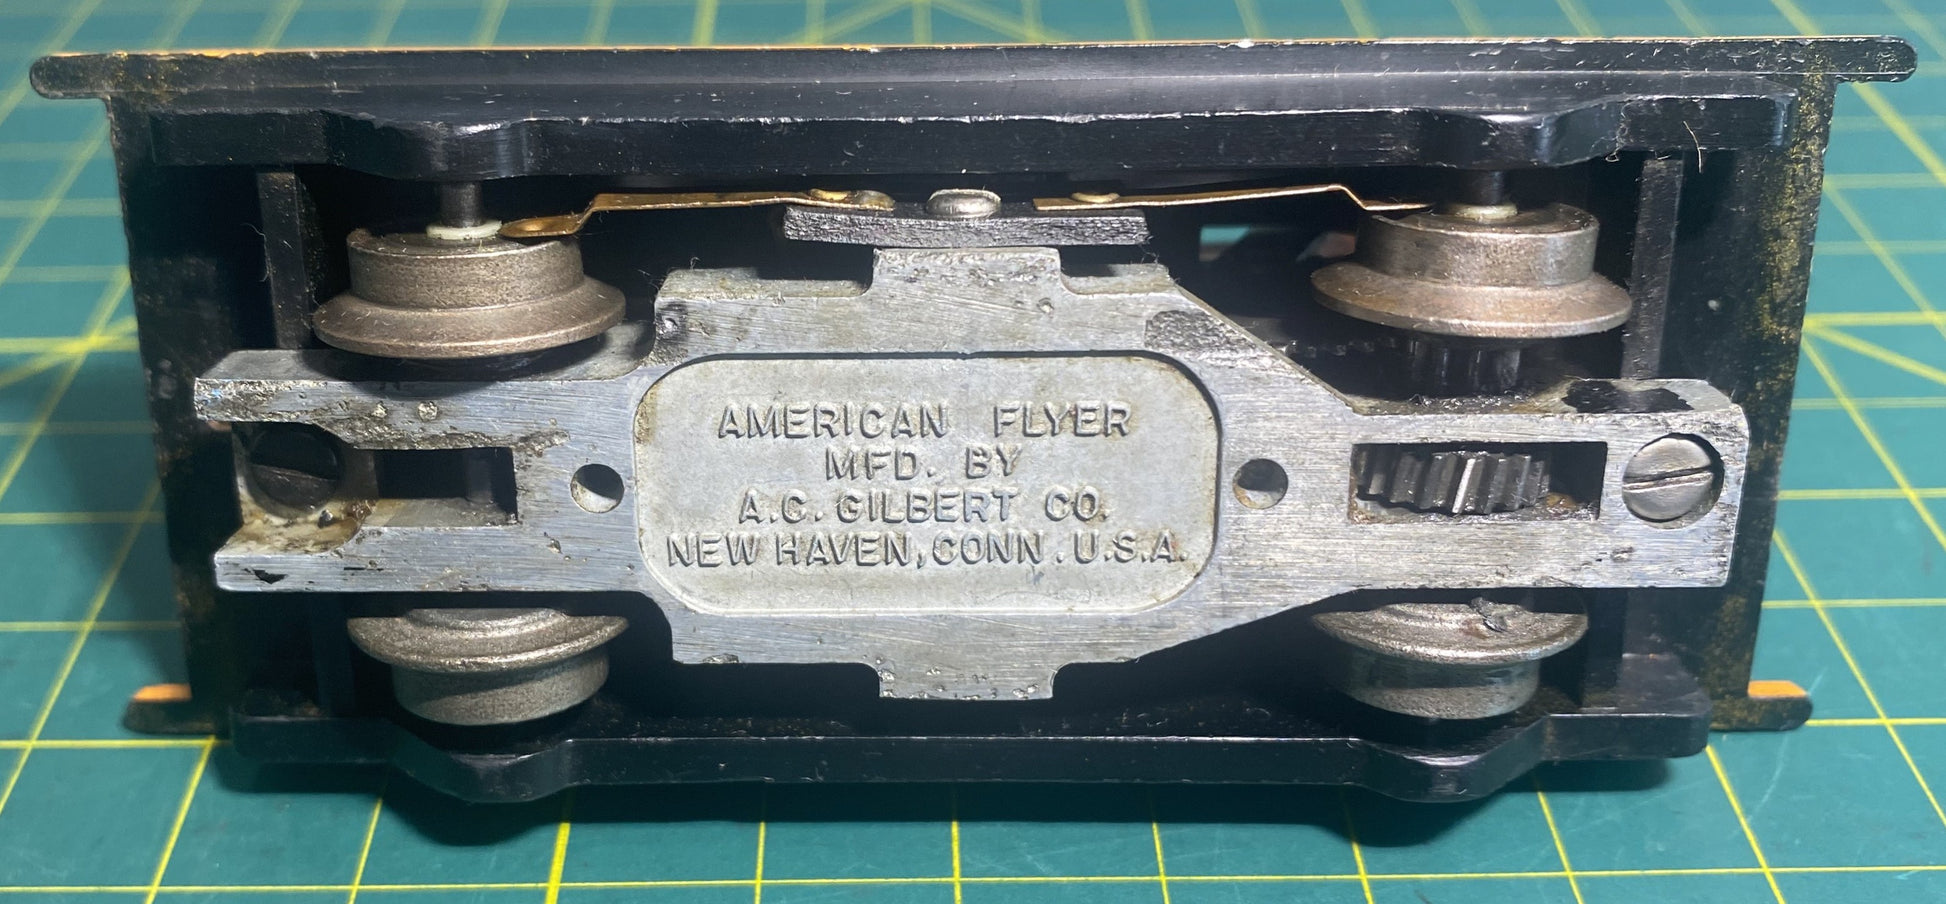 AMERICAN FLYER
MFD. BY
A.C. GILBERT CO.
NEW HAVEN, CONN. U.S.A.